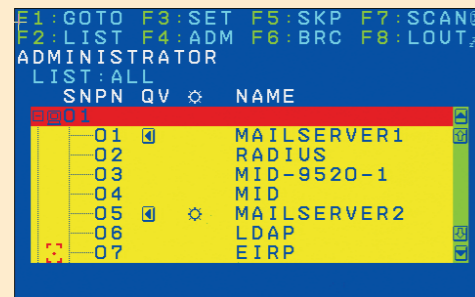 F1:GOTO F3:SET F5:SKP F7:SCAN
F2:LIST F4:ADM F6:BRC F8:LOUT
ADMINISTRATOR
LIST:ALL
SNPN QV ☼ NAME
01
01 MAILSERVER1
02 RADIUS
03 MID-9520-1
04 MID
05 ☼ MAILSERVER2
06 LDAP
07 EIRP